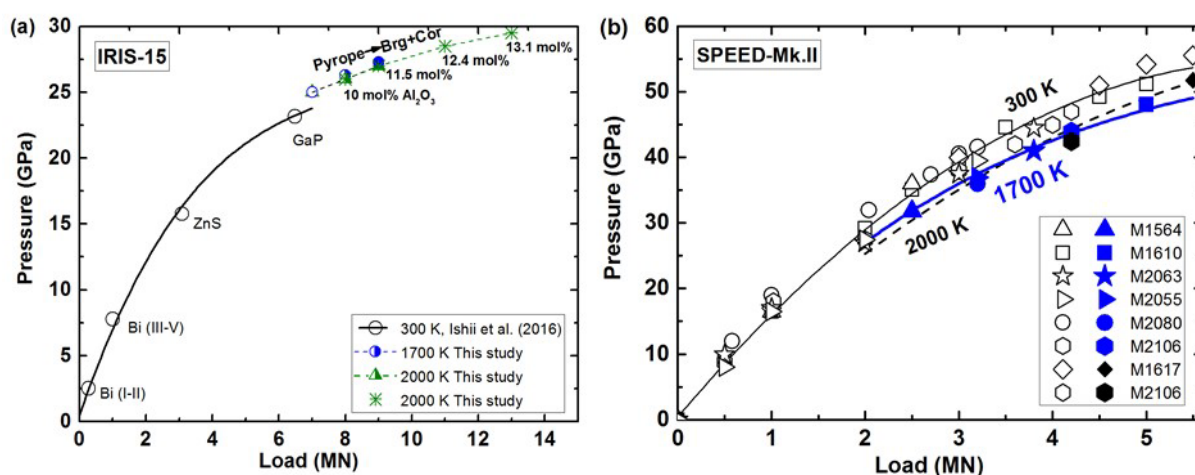 (a)
IRIS-15
Pressure (GPa)
30
25
20
15
10
5
0
Pyrope→Brg+Cor
13.1 mol%
12.4 mol%
11.5 mol%
10 mol% Al₂O₃
GaP
ZnS
Bi (III-V)
Bi (I-II)
300 K, Ishii et al. (2016)
1700 K This study
2000 K This study
2000 K This study
0 2 4 6 8 10 12 14
Load (MN)
(b)
SPEED-Mk.II
Pressure (GPa)
60
50
40
30
20
10
0
300 K
1700 K
2000 K
M1564
M1610
M2063
M2055
M2080
M2106
M1617
M2106
0 1 2 3 4 5
Load (MN)